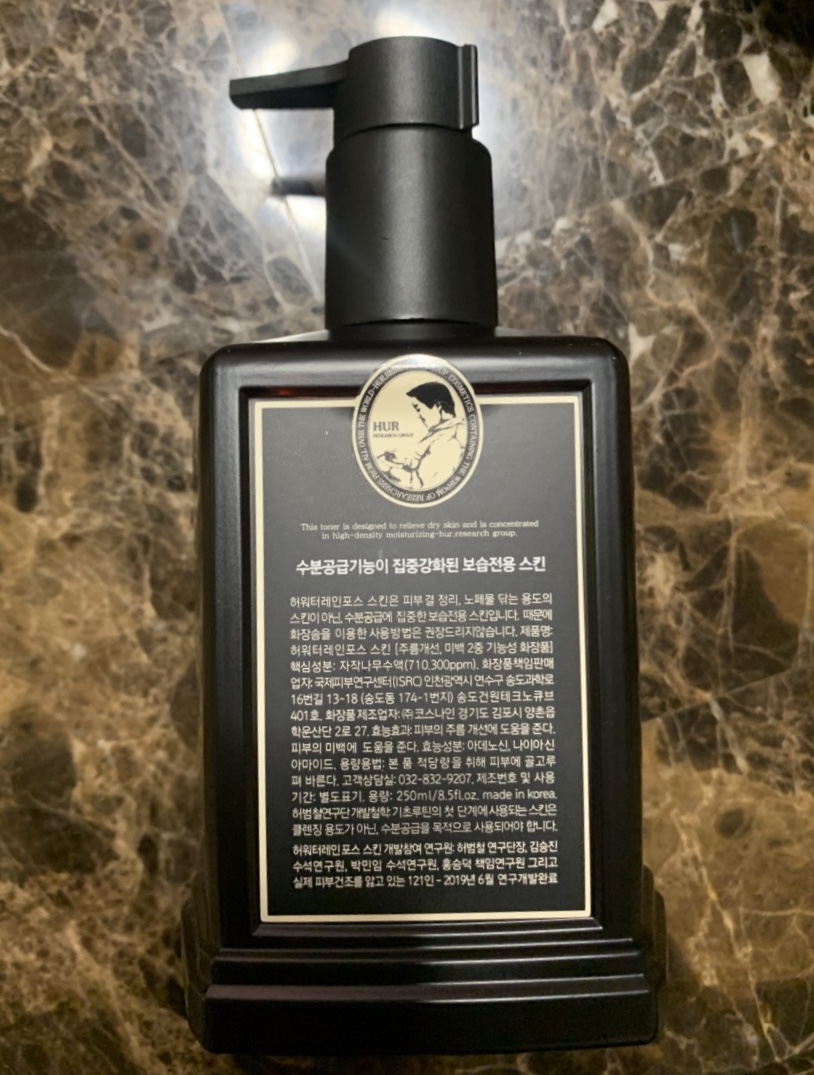 HUR
RESEARCH GROUP
COSMETICS CONTAINING THE WISDOM OF RESEARCHERS FROM ALL OVER THE WORLD
This toner is designed to relieve dry skin and is concentrated
in high-density moisturizing-hur.research group.
수분공급기능이 집중강화된 보습전용 스킨
허워터레인포스 스킨은 피부결 정리, 노폐물 닦는 용도의
스킨이 아닌, 수분공급에 집중한 보습전용 스킨입니다. 때문에
화장솜을 이용한 사용방법은 권장드리지않습니다. 제품명:
허워터레인포스 스킨 [주름개선, 미백 2중 기능성 화장품]
핵심성분: 자작나무수액(710,300ppm). 화장품책임판매
업자: 국제피부연구센터(ISRC) 인천광역시 연수구 송도과학로
16번길 13-18 (송도동 174-1번지) 송도건원테크노큐브
401호. 화장품 제조업자: ㈜코스나인 경기도 김포시 양촌읍
학운산단 2로 27. 효능효과: 피부의 주름 개선에 도움을 준다.
피부의 미백에 도움을 준다. 효능성분: 아데노신, 나이아신
아마이드. 용량용법: 본 품 적당량을 취해 피부에 골고루
펴 바른다. 고객상담실: 032-832-9207. 제조번호 및 사용
기간: 별도표기. 용량: 250ml/8.5fl.oz. made in korea.
허범철연구단 개발철학: 기초루틴의 첫 단계에 사용되는 스킨은
클렌징 용도가 아닌, 수분공급을 목적으로 사용되어야 합니다.
허워터레인포스 스킨 개발참여 연구원: 허범철 연구단장, 김승진
수석연구원, 박민임 수석연구원, 홍승덕 책임연구원 그리고
실제 피부건조를 앓고 있는 121인 - 2019년 6월 연구개발완료